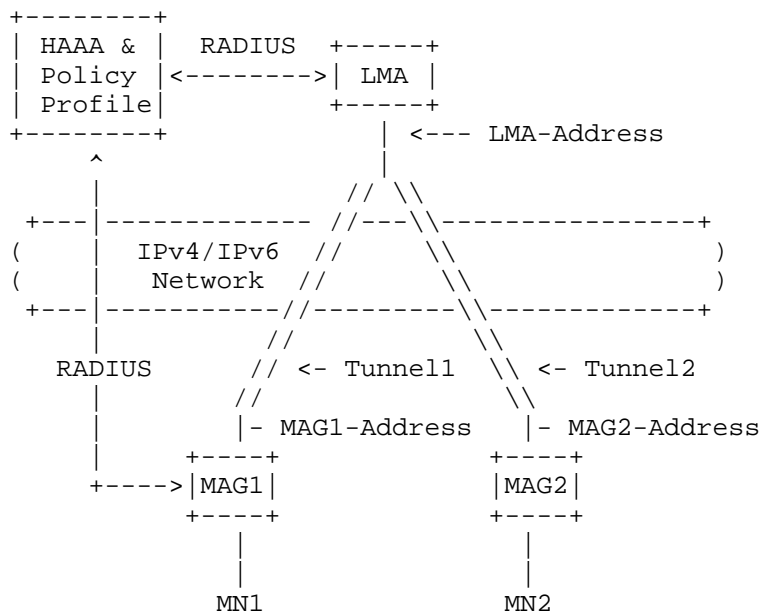 HAAA & RADIUS
Policy LMA
Profile
<--- LMA-Address
IPv4/IPv6
Network
RADIUS <- Tunnel1 <- Tunnel2
|- MAG1-Address |- MAG2-Address
MAG1 MAG2
MN1 MN2